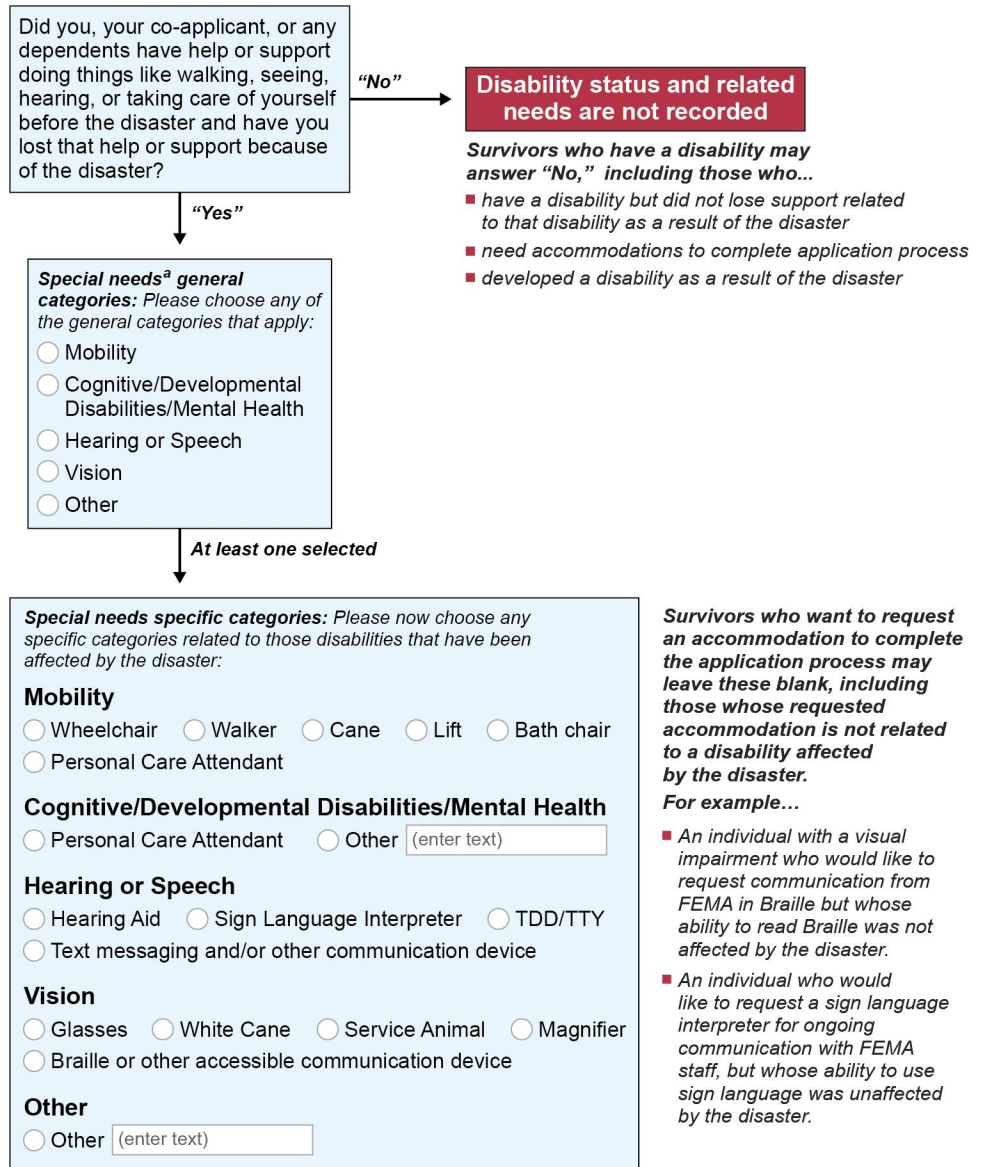 Did you, your co-applicant, or any
dependents have help or support
doing things like walking, seeing,
hearing, or taking care of yourself
before the disaster and have you
lost that help or support because
of the disaster?
“No”
Disability status and related
needs are not recorded
Survivors who have a disability may
answer “No,” including those who...
have a disability but did not lose support related
to that disability as a result of the disaster
need accommodations to complete application process
developed a disability as a result of the disaster
“Yes”
Special needsa general
categories: Please choose any of
the general categories that apply:
Mobility
Cognitive/Developmental
Disabilities/Mental Health
Hearing or Speech
Vision
Other
At least one selected
Special needs specific categories: Please now choose any
specific categories related to those disabilities that have been
affected by the disaster:
Mobility
Wheelchair Walker Cane Lift Bath chair
Personal Care Attendant
Cognitive/Developmental Disabilities/Mental Health
Personal Care Attendant Other (enter text)
Hearing or Speech
Hearing Aid Sign Language Interpreter TDD/TTY
Text messaging and/or other communication device
Vision
Glasses White Cane Service Animal Magnifier
Braille or other accessible communication device
Other
Other (enter text)
Survivors who want to request
an accommodation to complete
the application process may
leave these blank, including
those whose requested
accommodation is not related
to a disability affected
by the disaster.
For example…
An individual with a visual
impairment who would like to
request communication from
FEMA in Braille but whose
ability to read Braille was not
affected by the disaster.
An individual who would
like to request a sign language
interpreter for ongoing
communication with FEMA
staff, but whose ability to use
sign language was unaffected
by the disaster.